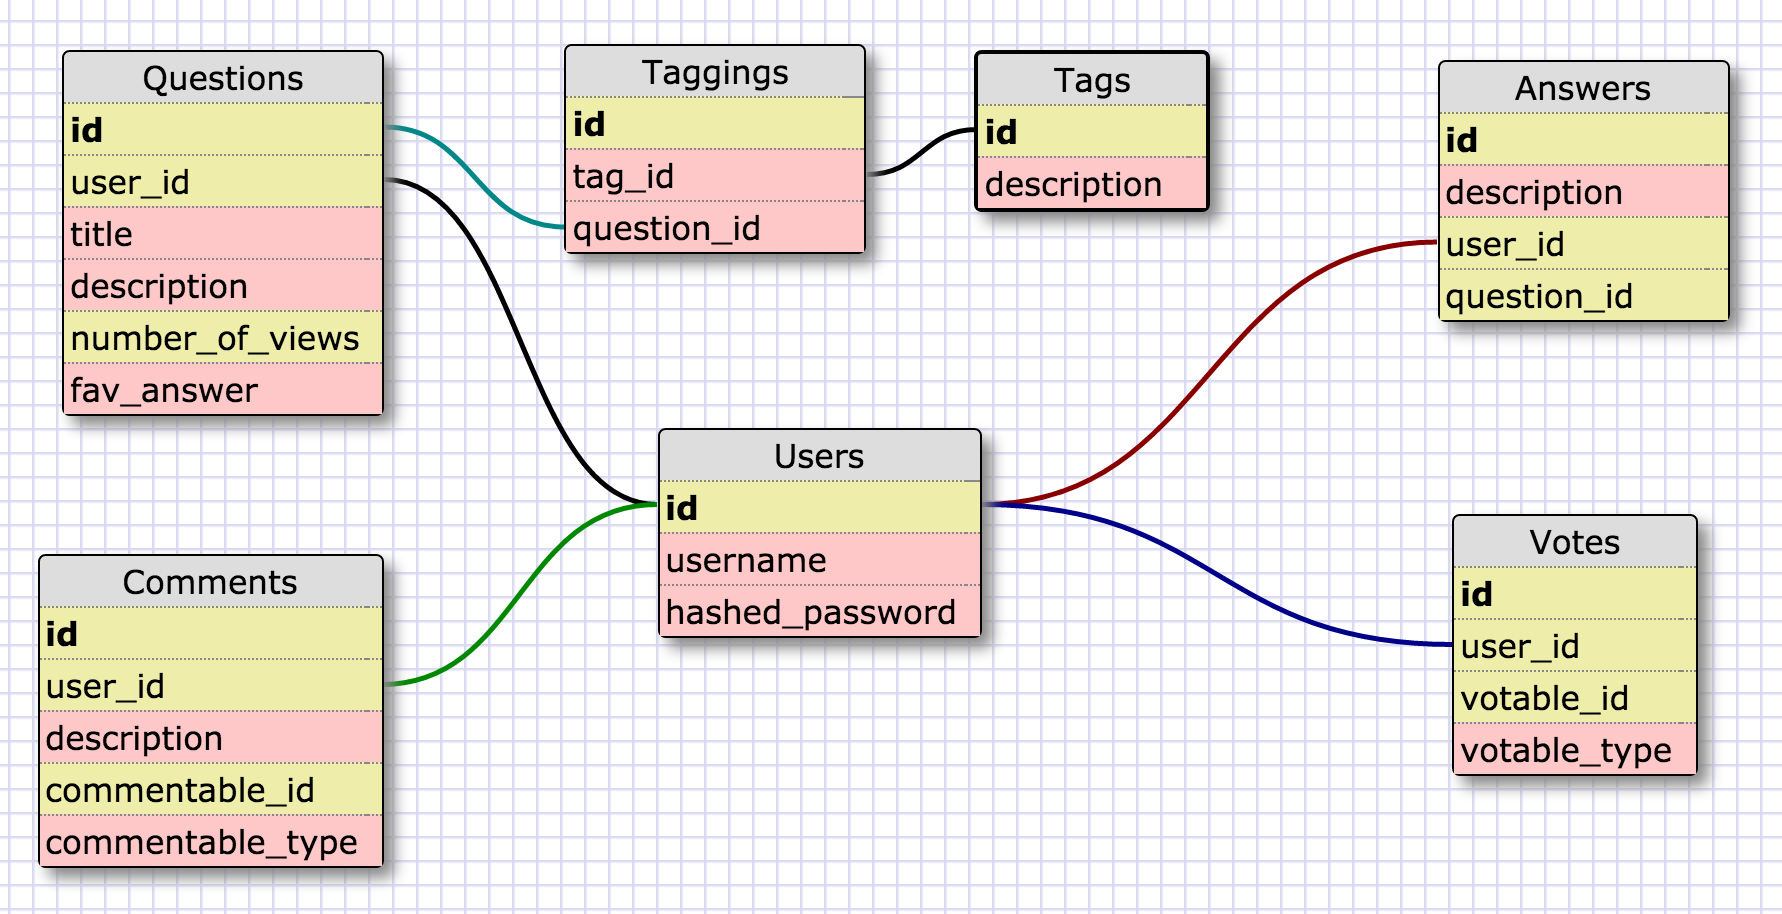 Questions
id
user_id
title
description
number_of_views
fav_answer
Taggings
id
tag_id
question_id
Tags
id
description
Answers
id
description
user_id
question_id
Users
id
username
hashed_password
Comments
id
user_id
description
commentable_id
commentable_type
Votes
id
user_id
votable_id
votable_type